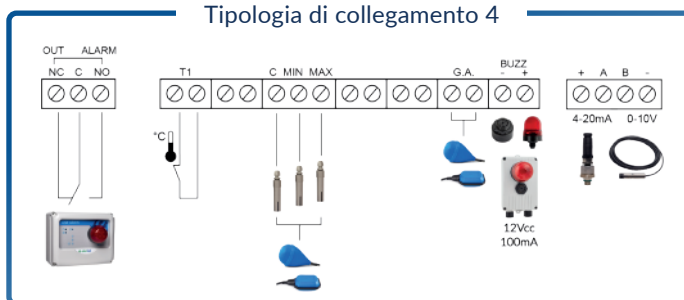 Tipologia di collegamento 4
OUT ALARM
NC C NO
T1
C MIN MAX
G.A.
BUZZ
- +
+ A B -
4-20mA 0-10V
°C
12Vcc
100mA